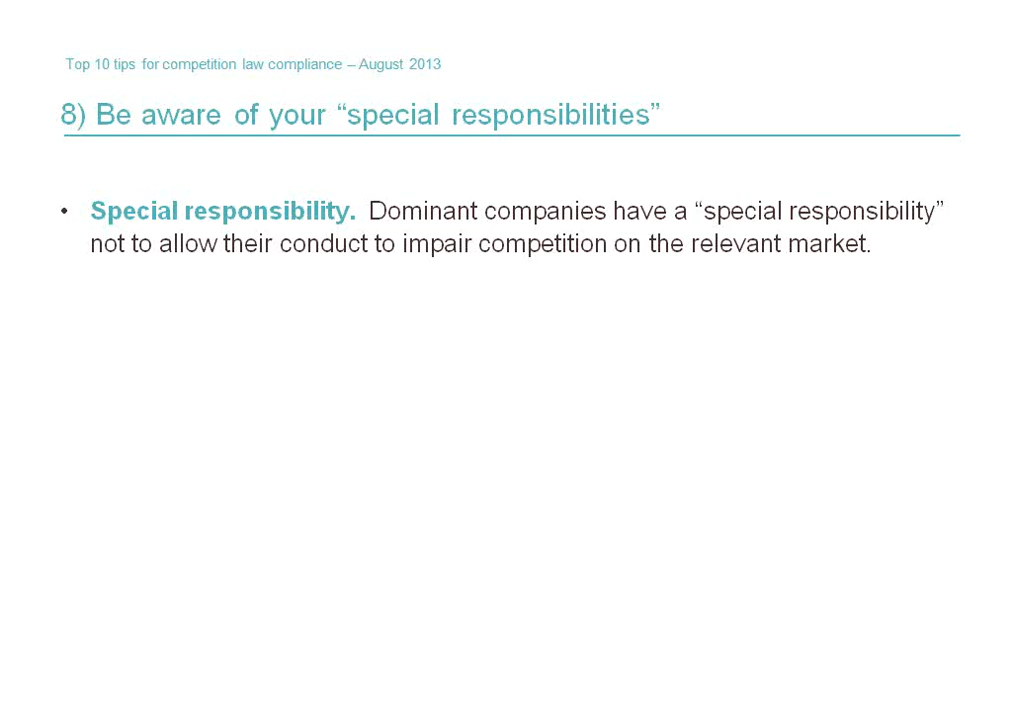 Top 10 tips for competition law compliance – August 2013
8) Be aware of your “special responsibilities”
• Special responsibility. Dominant companies have a “special responsibility”
not to allow their conduct to impair competition on the relevant market.